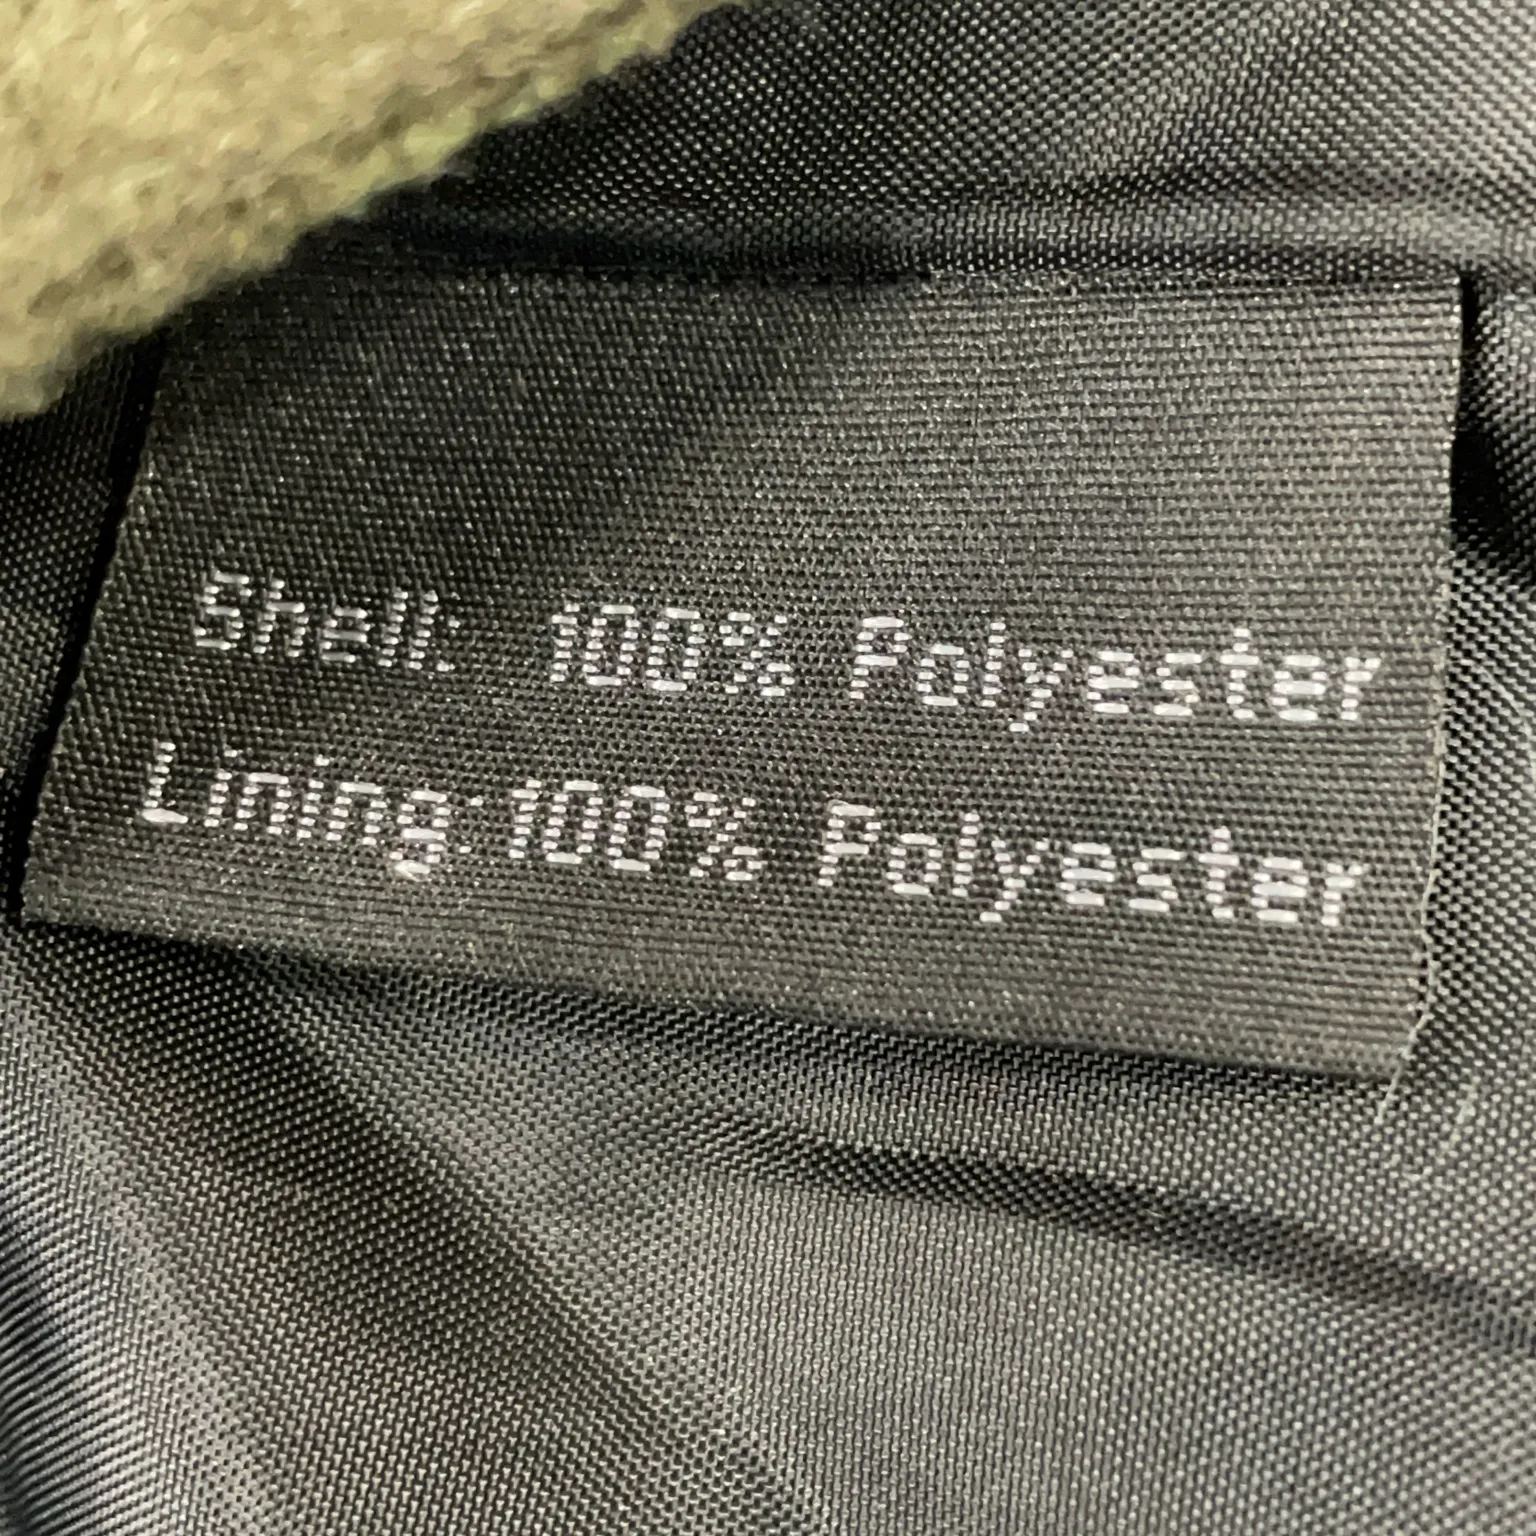 Shell: 100% Polyester
Lining: 100% Polyester